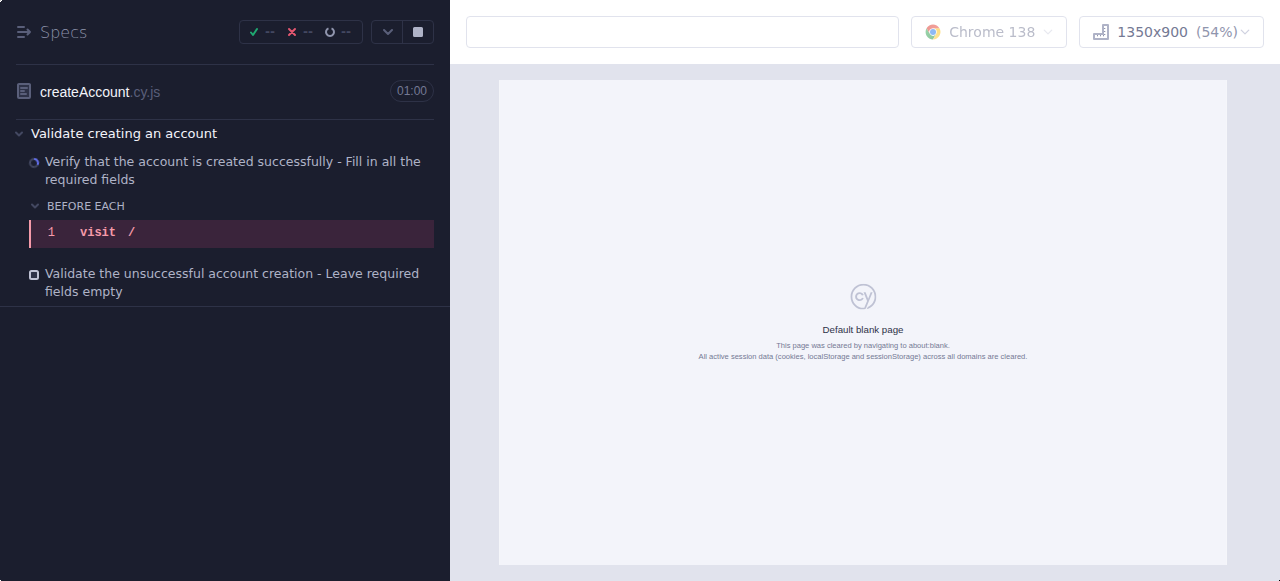 Specs
--
--
--
Chrome 138
1350x900 (54%)
createAccount.cy.js
01:00
Validate creating an account
Verify that the account is created successfully - Fill in all the
required fields
BEFORE EACH
1 visit /
Validate the unsuccessful account creation - Leave required
fields empty
cy
Default blank page
This page was cleared by navigating to about:blank.
All active session data (cookies, localStorage and sessionStorage) across all domains are cleared.